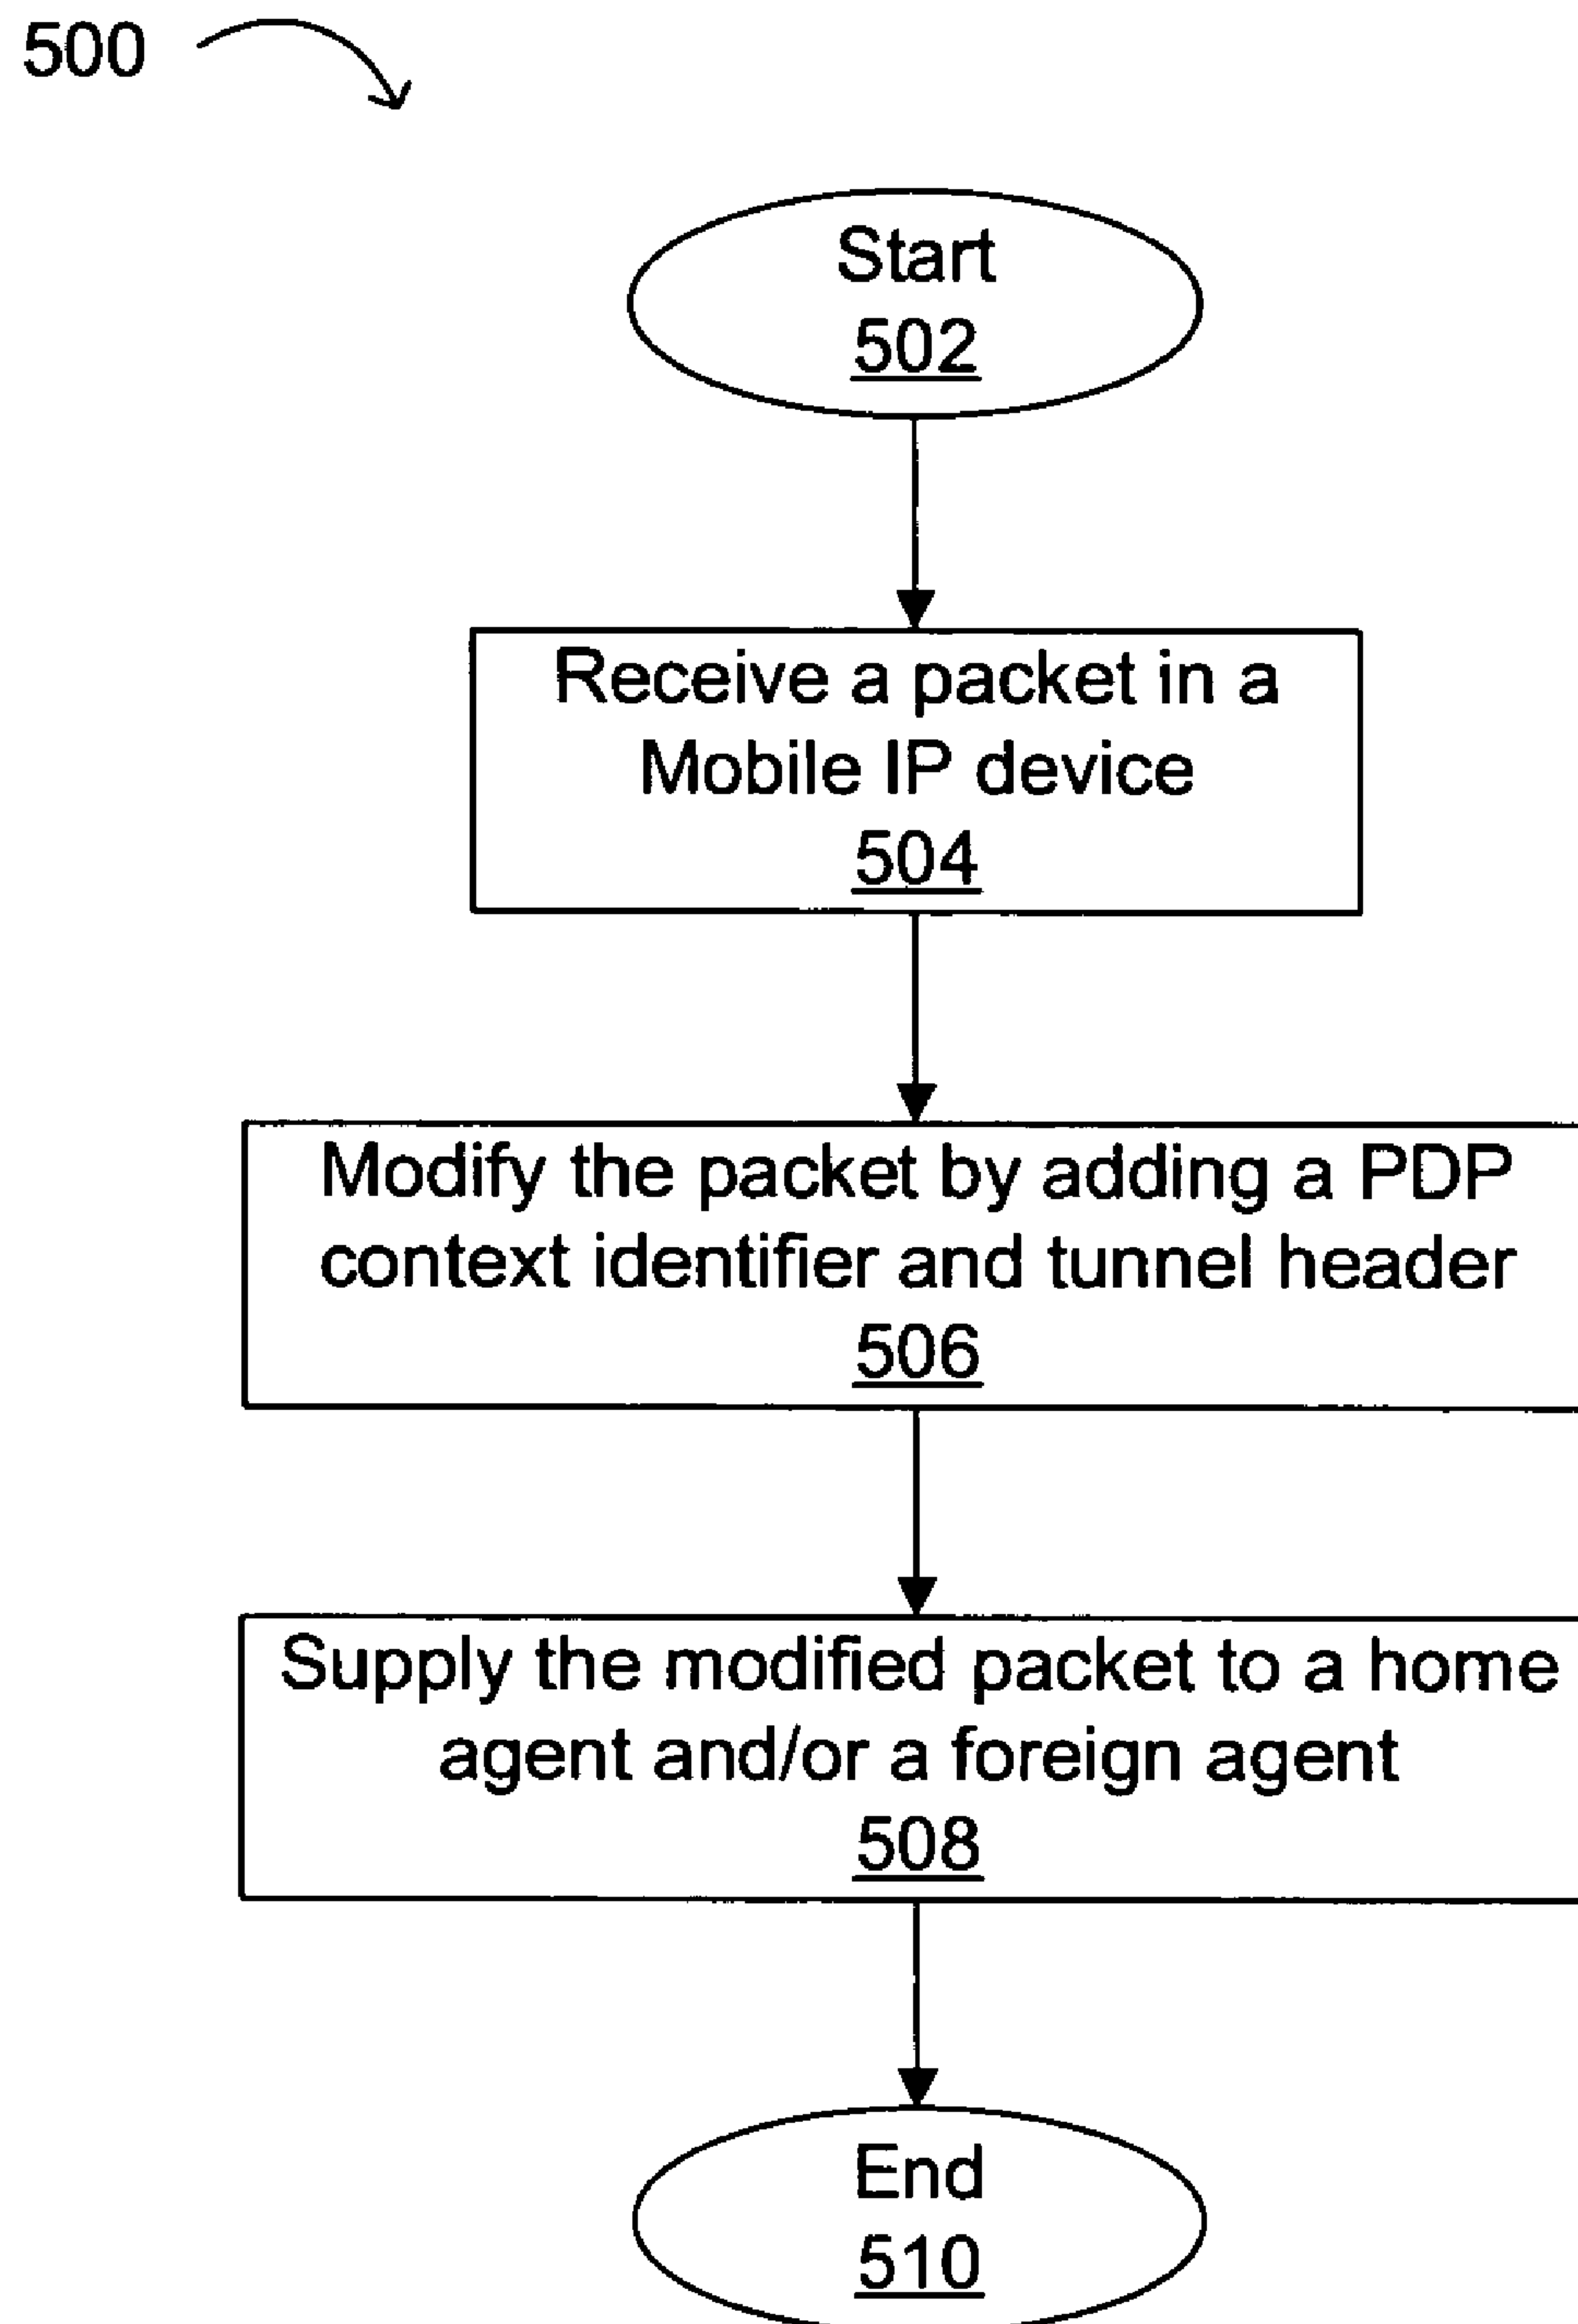 500
Start
502
Receive a packet in a
Mobile IP device
504
Modify the packet by adding a PDP
context identifier and tunnel header
506
Supply the modified packet to a home
agent and/or a foreign agent
508
End
510